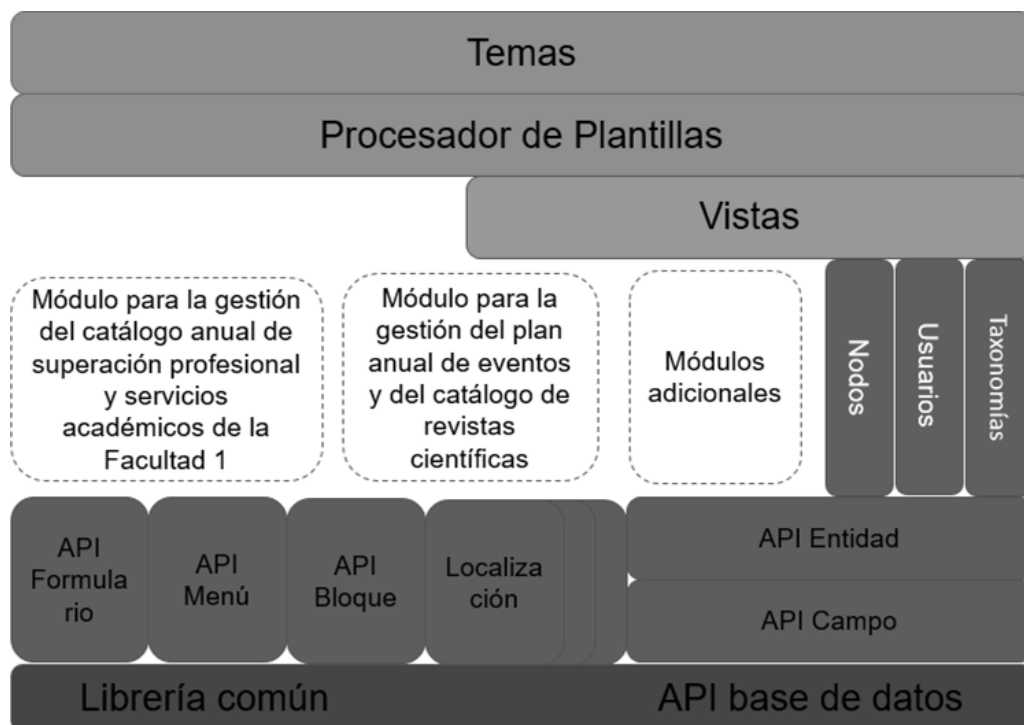 Temas
Procesador de Plantillas
Vistas
Módulo para la gestión
del catálogo anual de
superación profesional
y servicios
académicos de la
Facultad 1
Módulo para la
gestión del plan
anual de eventos
y del catálogo de
revistas
científicas
Módulos
adicionales
Nodos
Usuarios
Taxonomías
API
Formula
rio
API
Menú
API
Bloque
Localiza
ción
API Entidad
API Campo
Librería común
API base de datos